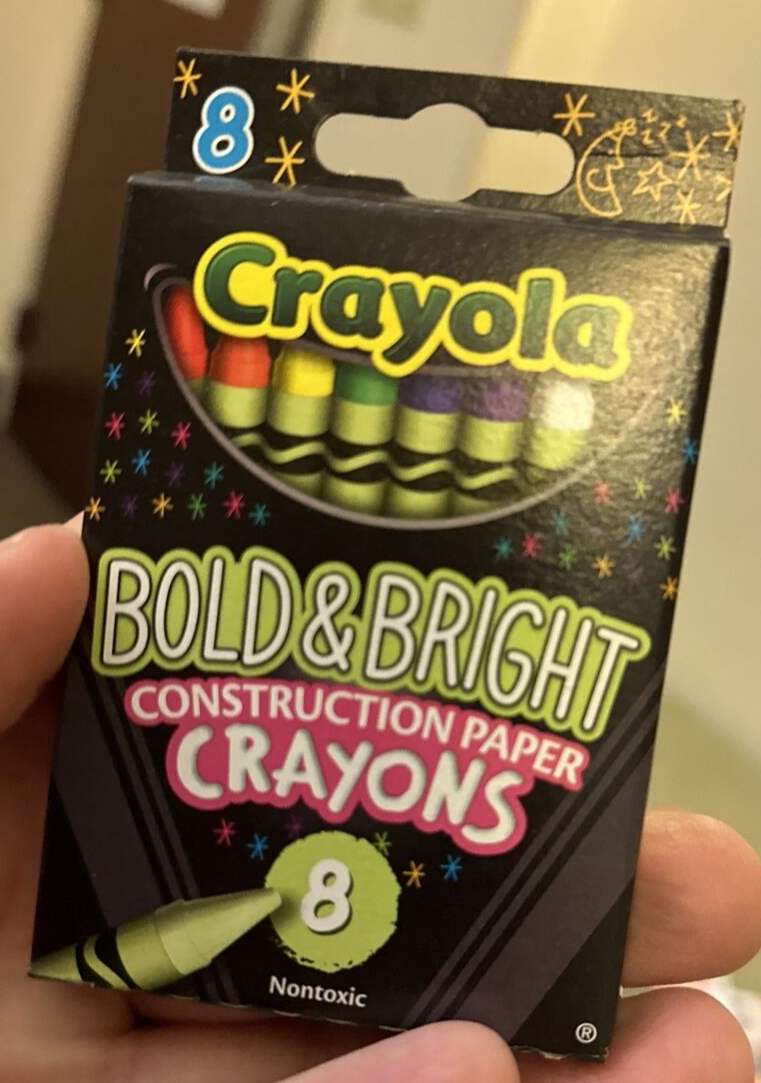 8
Crayola
BOLD & BRIGHT
CONSTRUCTION PAPER
CRAYONS
8
Nontoxic
®